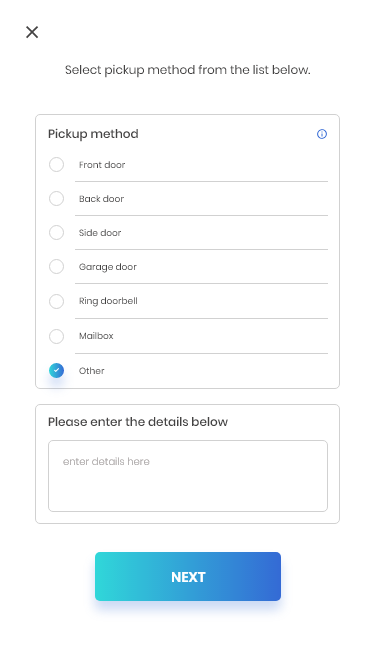 Select pickup method from the list below.
Pickup method
Front door
Back door
Side door
Garage door
Ring doorbell
Mailbox
Other
Please enter the details below
enter details here
NEXT